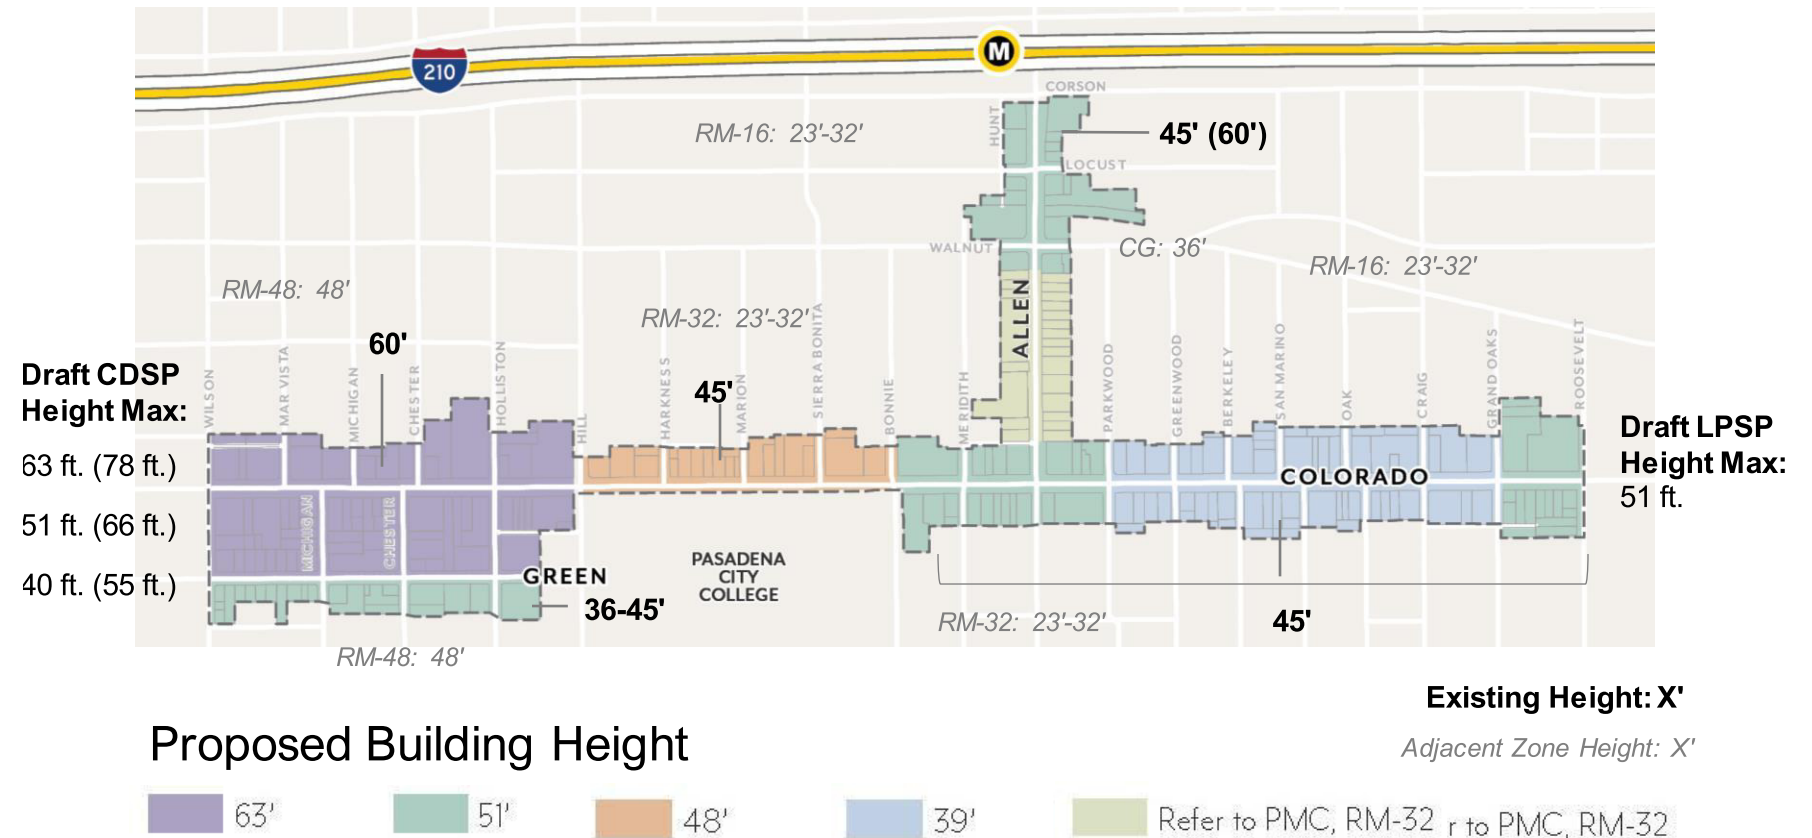 210
M
CORSON
HUNT
RM-16: 23'-32'
45' (60')
LOCUST
WALNUT
CG: 36'
RM-16: 23'-32'
RM-48: 48'
RM-32: 23'-32'
ALLEN
60'
45'
Draft CDSP
Height Max:
63 ft. (78 ft.)
51 ft. (66 ft.)
40 ft. (55 ft.)
WILSON
MAR VISTA
MICHIGAN
CHESTER
HOLLISTON
HILL
HARKNESS
MARION
SIERRA BONITA
BONNIE
MERIDITH
PARKWOOD
GREENWOOD
BERKELEY
SAN MARINO
OAK
CRAIG
GRAND OAKS
ROOSEVELT
Draft LPSP
Height Max:
51 ft.
COLORADO
MICHIGAN
CHESTER
GREEN
36-45'
PASADENA
CITY
COLLEGE
RM-32: 23'-32'
45'
RM-48: 48'
Existing Height: X'
Adjacent Zone Height: X'
Proposed Building Height
63'
51'
48'
39'
Refer to PMC, RM-32
r to PMC, RM-32